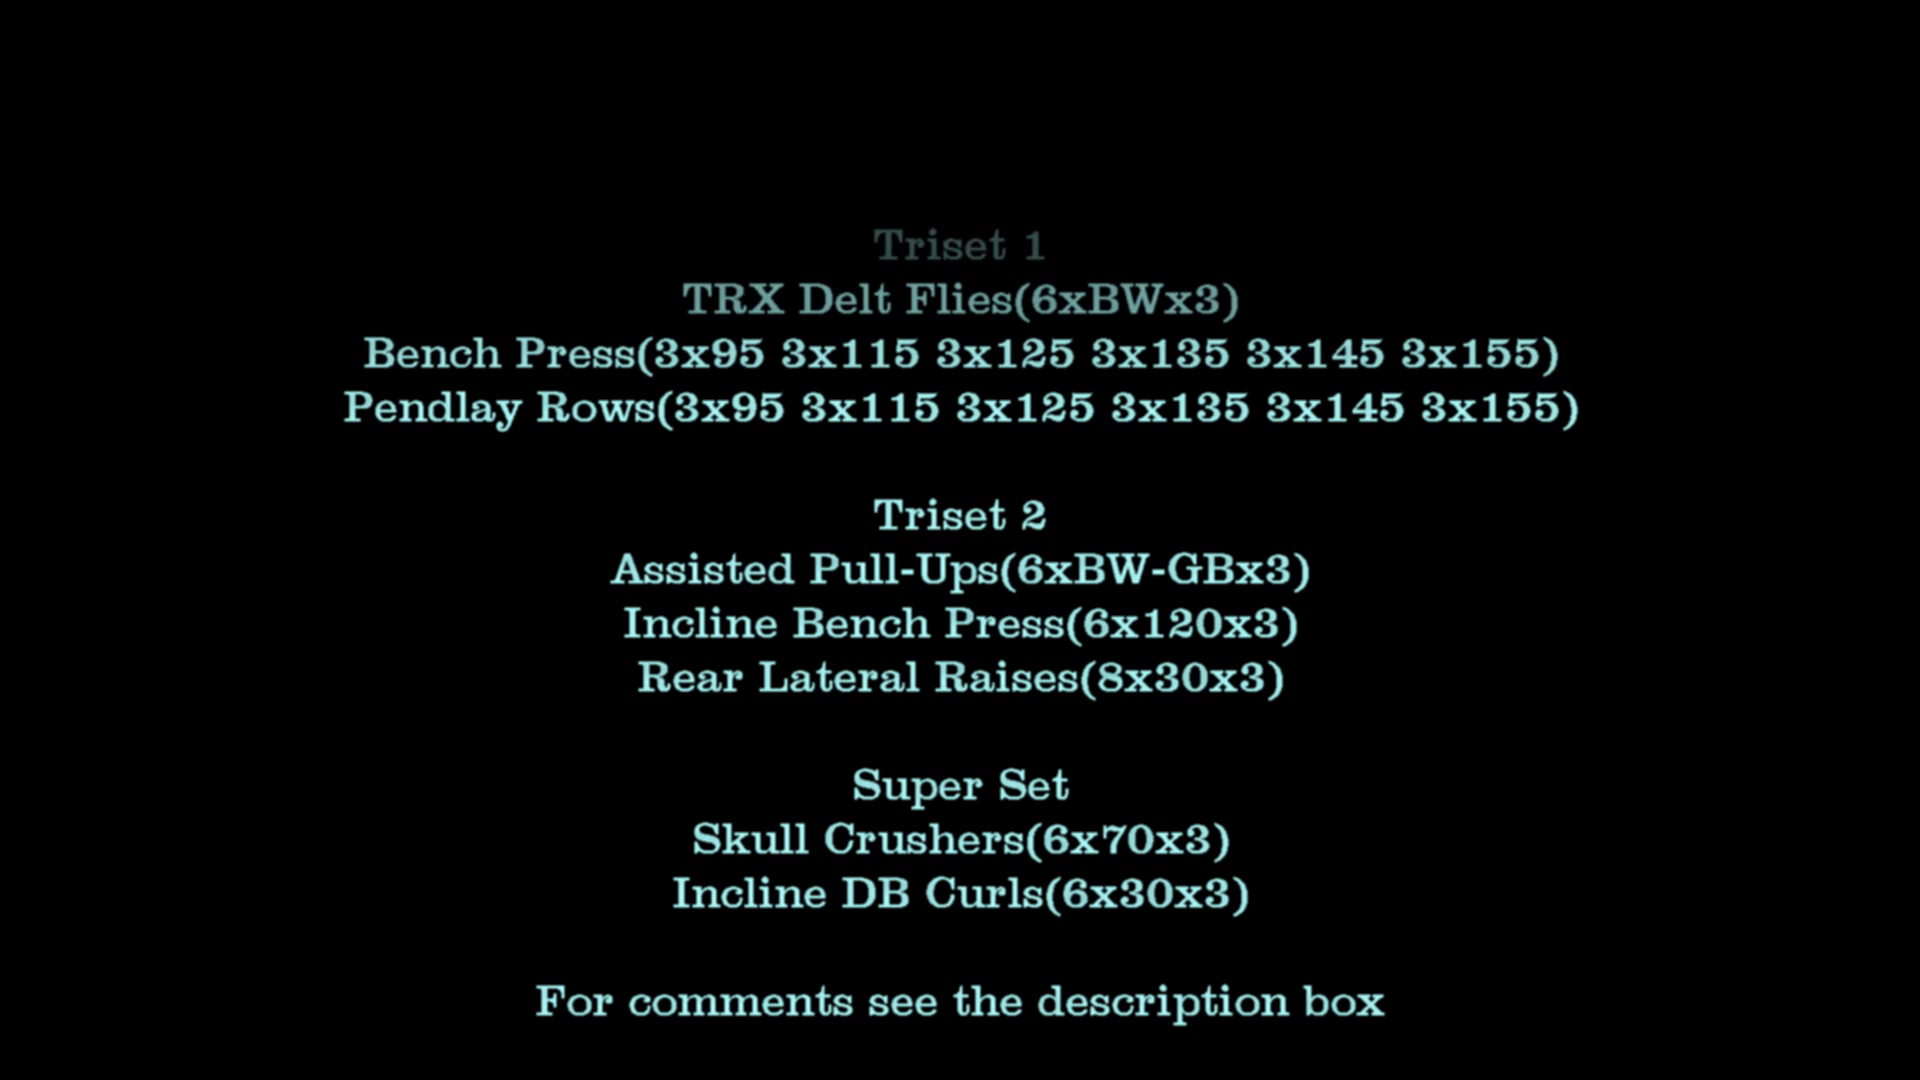 Triset 1
TRX Delt Flies(6xBWx3)
Bench Press(3x95 3x115 3x125 3x135 3x145 3x155)
Pendlay Rows(3x95 3x115 3x125 3x135 3x145 3x155)
Triset 2
Assisted Pull-Ups(6xBW-GBx3)
Incline Bench Press(6x120x3)
Rear Lateral Raises(8x30x3)
Super Set
Skull Crushers(6x70x3)
Incline DB Curls(6x30x3)
For comments see the description box